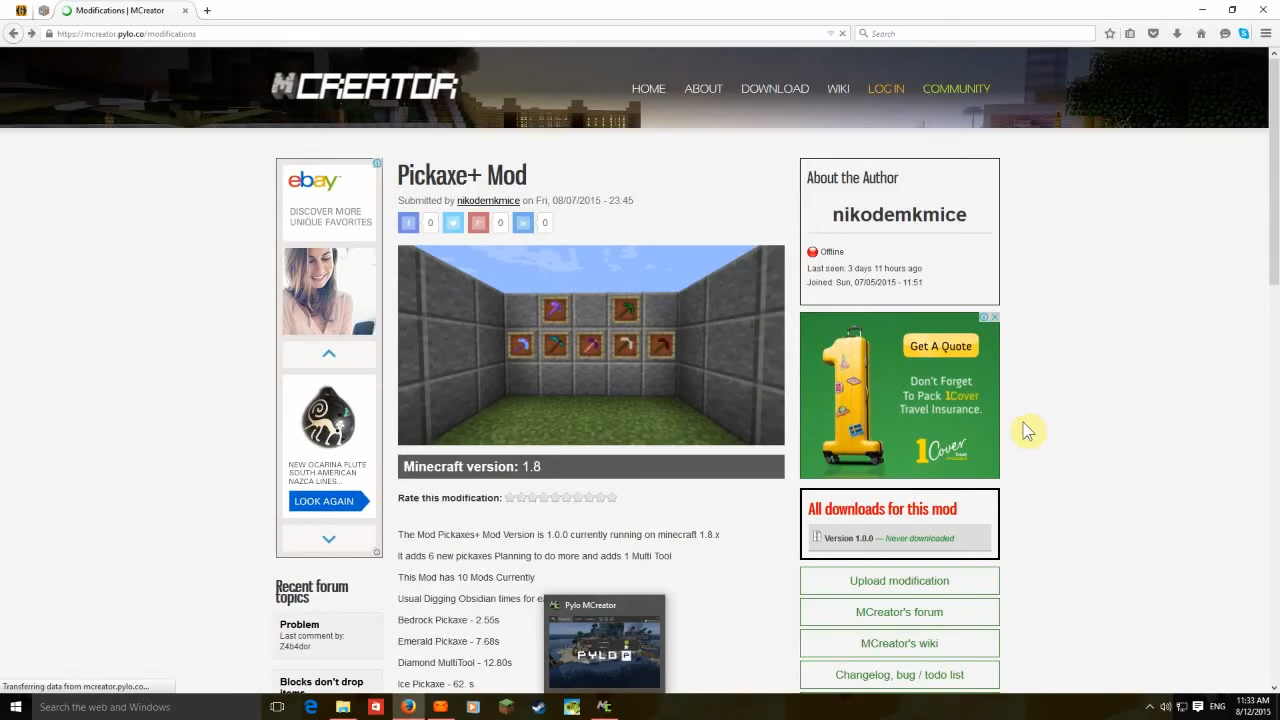 Modifications | MCreator
https://mcreator.pylo.co/modifications
Search
MCREATOR
HOME
ABOUT
DOWNLOAD
WIKI
LOG IN
COMMUNITY
ebay
DISCOVER MORE
UNIQUE FAVORITES
NEW OCARINA FLUTE
SOUTH AMERICAN
NAZCA LINES...
LOOK AGAIN
Recent forum
topics
Problem
Last comment by:
Z4b4dor
Blocks don't drop
items
Pickaxe+ Mod
Submitted by nikodemkmice on Fri, 08/07/2015 - 23:45
0
0
0
Minecraft version: 1.8
Rate this modification:
The Mod Pickaxes+ Mod Version is 1.0.0 currently running on minecraft 1.8.x
It adds 6 new pickaxes Planning to do more and adds 1 Multi Tool
This Mod has 10 Mods Currently
Usual Digging Obsidian times for ea
Bedrock Pickaxe - 2.55s
Emerald Pickaxe - 7.68s
Diamond MultiTool - 12.80s
Ice Pickaxe - 62. s
Pylo MCreator
PYLO
About the Author
nikodemkmice
Offline
Last seen: 3 days 11 hours ago
Joined: Sun, 07/05/2015 - 11:51
Get A Quote
Don't Forget
To Pack 1Cover
Travel Insurance.
1Cover
All downloads for this mod
Version 1.0.0 — Never downloaded
Upload modification
MCreator's forum
MCreator's wiki
Changelog, bug / todo list
Transferring data from mcreator.pylo.co...
Search the web and Windows
ENG
11:33 AM
8/12/2015